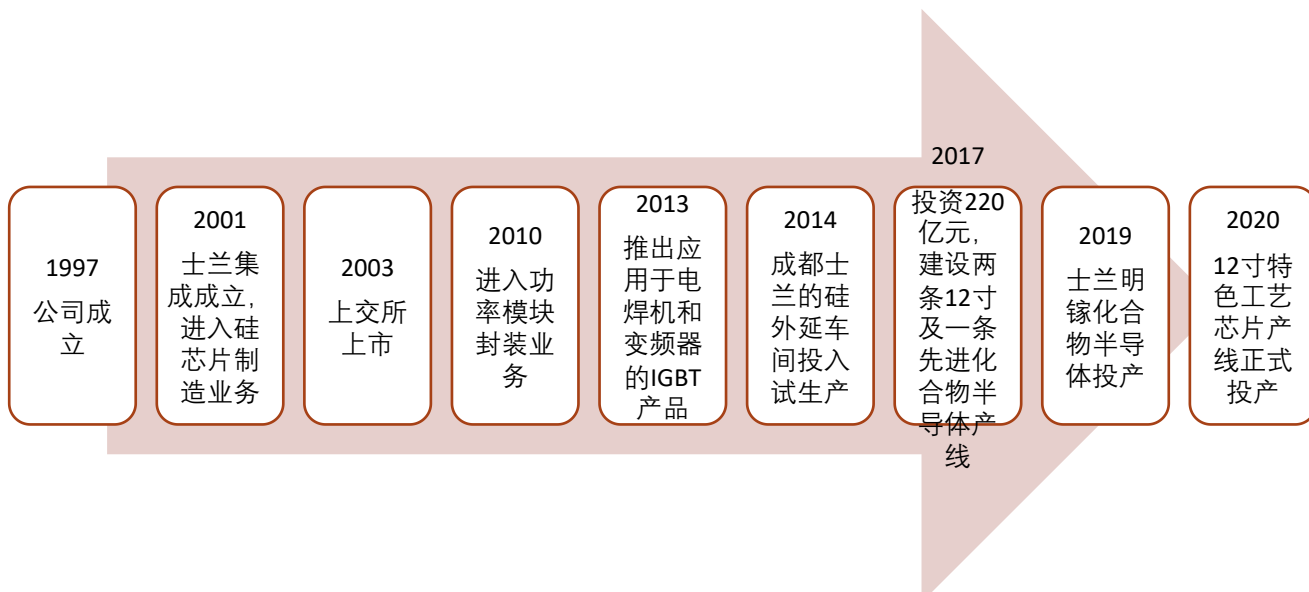 1997
公司成
立
2001
士兰集
成成立,
进入硅
芯片制
造业务
2003
上交所
上市
2010
进入功
率模块
封装业
务
2013
推出应
用于电
焊机和
变频器
的IGBT
产品
2014
成都士
兰的硅
外延车
间投入
试生产
2017
投资220
亿元,
建设两
条12寸
及一条
先进化
合物半
导体产
线
2019
士兰明
镓化合
物半导
体投产
2020
12寸特
色工艺
芯片产
线正式
投产